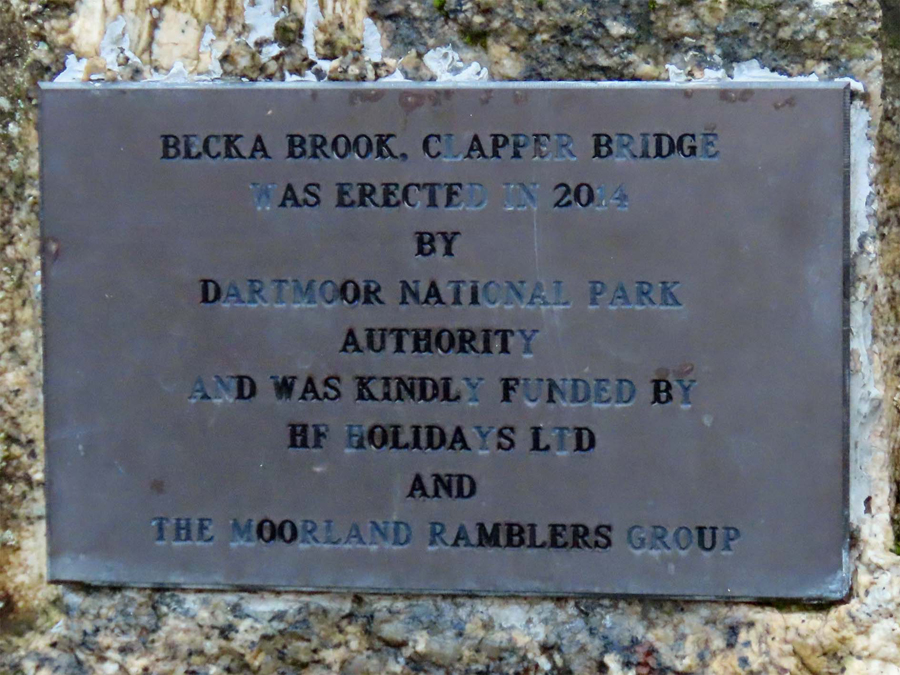 BECKA BROOK. CLAPPER BRIDGE
WAS ERECTED IN 2014
BY
DARTMOOR NATIONAL PARK
AUTHORITY
AND WAS KINDLY FUNDED BY
HF HOLIDAYS LTD
AND
THE MOORLAND RAMBLERS GROUP